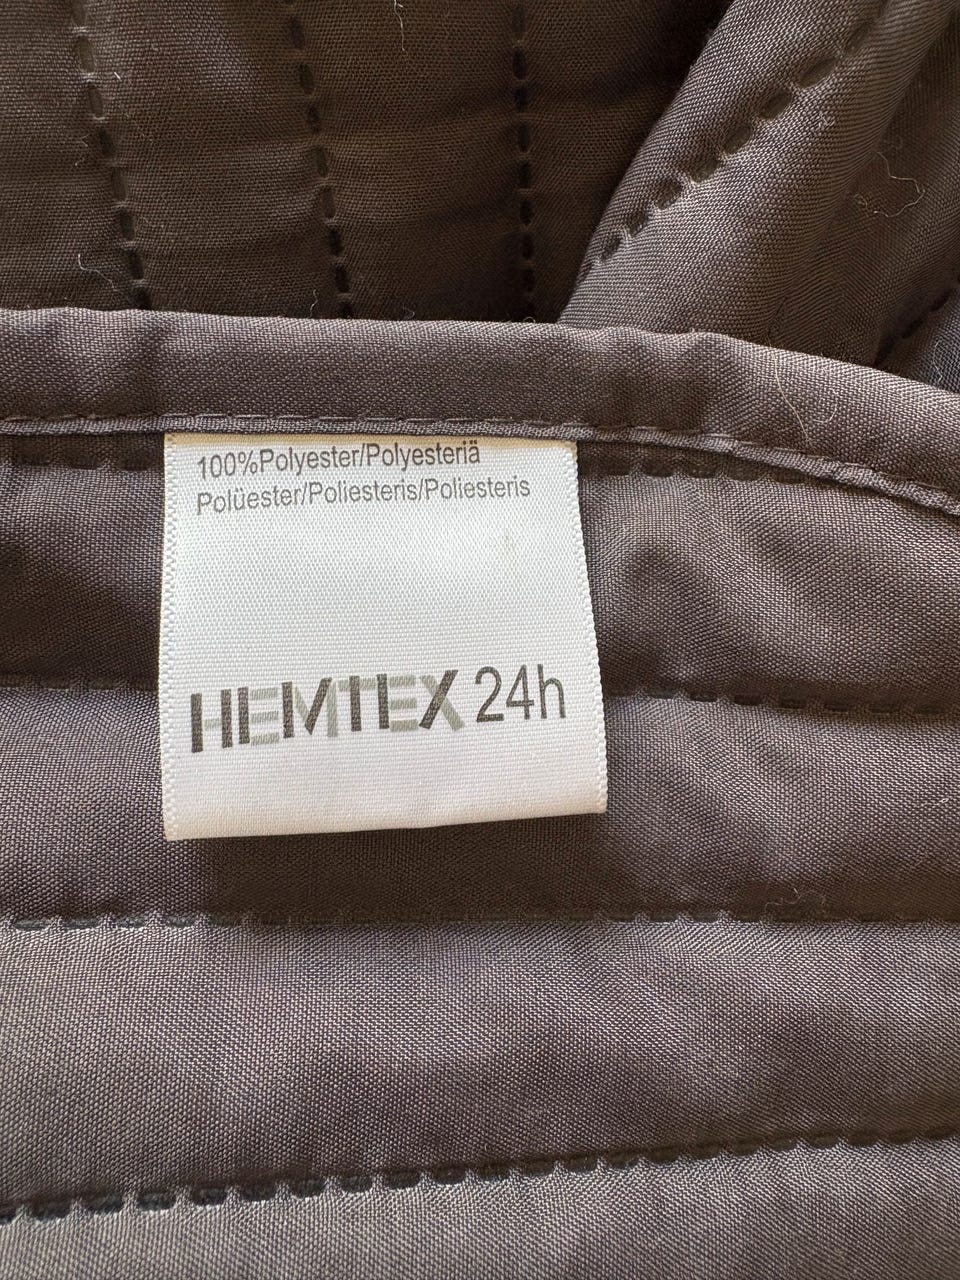 100%Polyester/Polyesteriä
Polüester/Poliesteris/Poliesteris
HEMTEX 24h